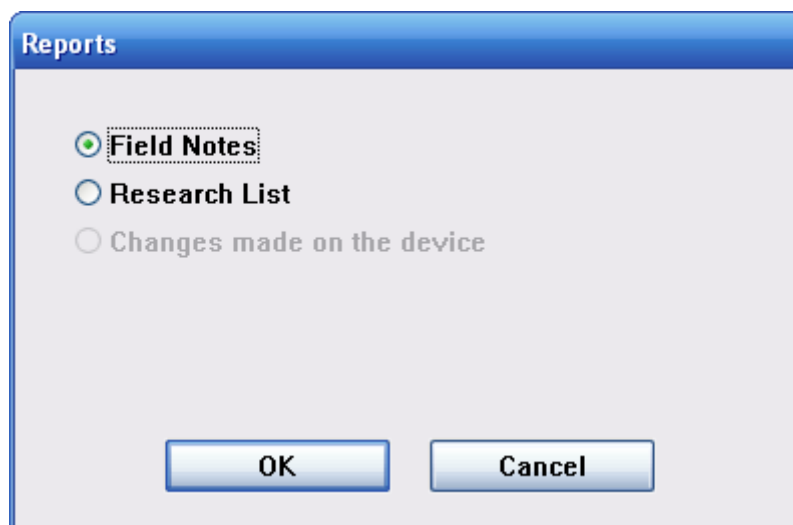 Reports
Field Notes
Research List
Changes made on the device
OK
Cancel